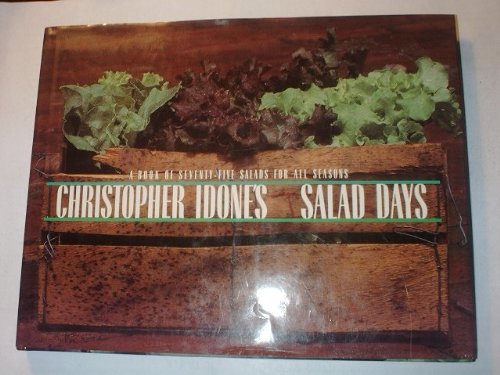 A BOOK OF SEVENTY-FIVE SALADS FOR ALL SEASONS
CHRISTOPHER IDONE'S SALAD DAYS